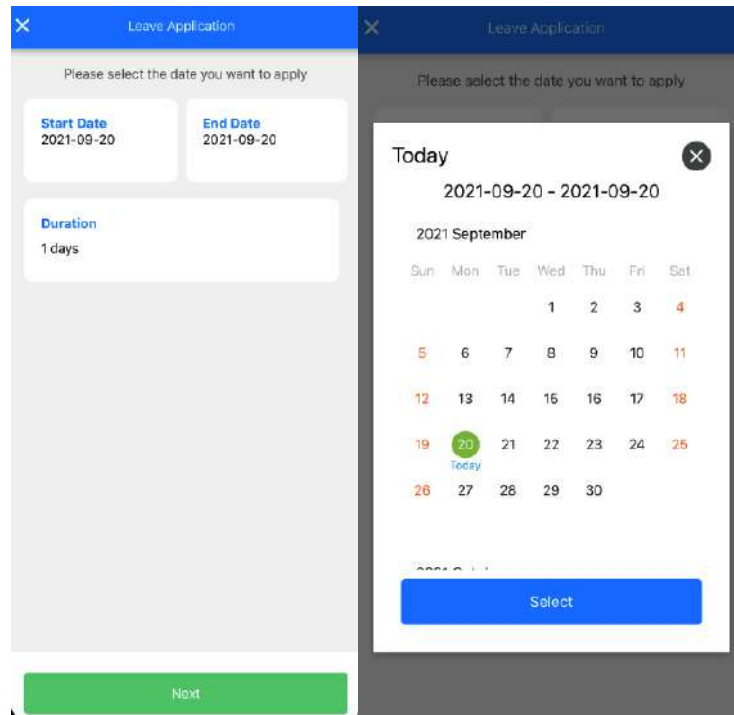 Leave Application
Please select the date you want to apply
Start Date
2021-09-20
End Date
2021-09-20
Duration
1 days
Next
Leave Application
Please select the date you want to apply
Today
2021-09-20 - 2021-09-20
2021 September
Sun Mon Tue Wed Thu Fri Sat
1 2 3 4
5 6 7 8 9 10 11
12 13 14 15 16 17 18
19 20 21 22 23 24 25
Today
26 27 28 29 30
Select